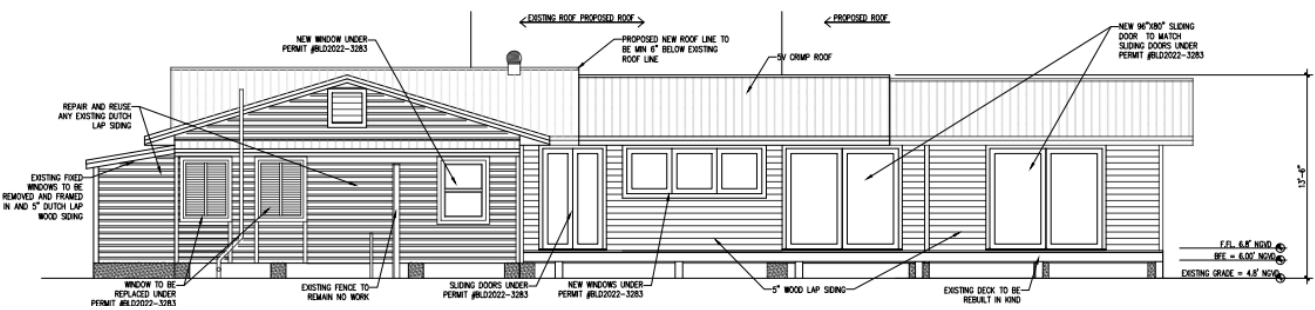 EXISTING ROOF PROPOSED ROOF
PROPOSED ROOF
NEW WINDOW UNDER
PERMIT #BLD2022-3283
PROPOSED NEW ROOF LINE TO
BE MIN 6" BELOW EXISTING
ROOF LINE
5V CRIMP ROOF
NEW 96"X80" SLIDING
DOOR TO MATCH
SLIDING DOORS UNDER
PERMIT #BLD2022-3283
REPAIR AND REUSE
ANY EXISTING DUTCH
LAP SIDING
EXISTING FIXED
WINDOWS TO BE
REMOVED AND FRAMED
IN AND 5" DUTCH LAP
WOOD SIDING
13'-6"
F.FL. 6.8' NGVD
BFE = 6.00' NGVD
EXISTING GRADE = 4.8' NGVD
WINDOW TO BE
REPLACED UNDER
PERMIT #BLD2022-3283
EXISTING FENCE TO
REMAIN NO WORK
SLIDING DOORS UNDER
PERMIT #BLD2022-3283
NEW WINDOWS UNDER
PERMIT #BLD2022-3283
5" WOOD LAP SIDING
EXISTING DECK TO BE
REBUILT IN KIND